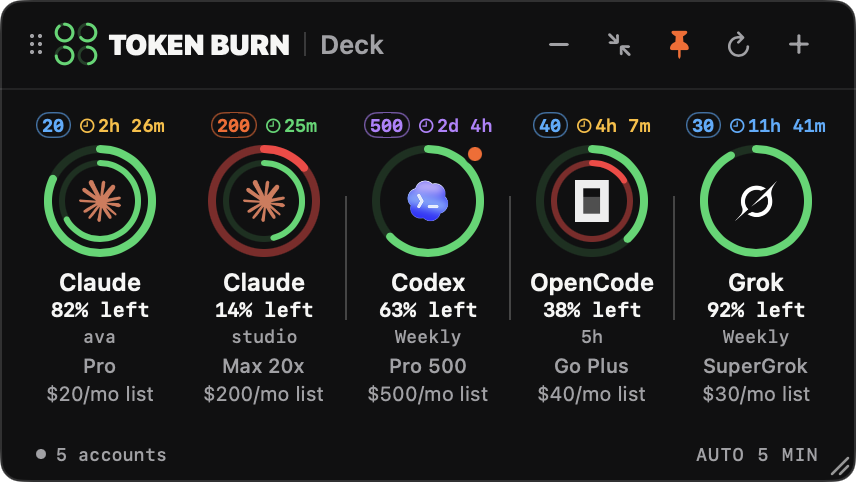 TOKEN BURN Deck
20 2h 26m
200 25m
500 2d 4h
40 4h 7m
30 11h 41m
Claude
82% left
ava
Pro
$20/mo list
Claude
14% left
studio
Max 20x
$200/mo list
Codex
63% left
Weekly
Pro 500
$500/mo list
OpenCode
38% left
5h
Go Plus
$40/mo list
Grok
92% left
Weekly
SuperGrok
$30/mo list
5 accounts
AUTO 5 MIN